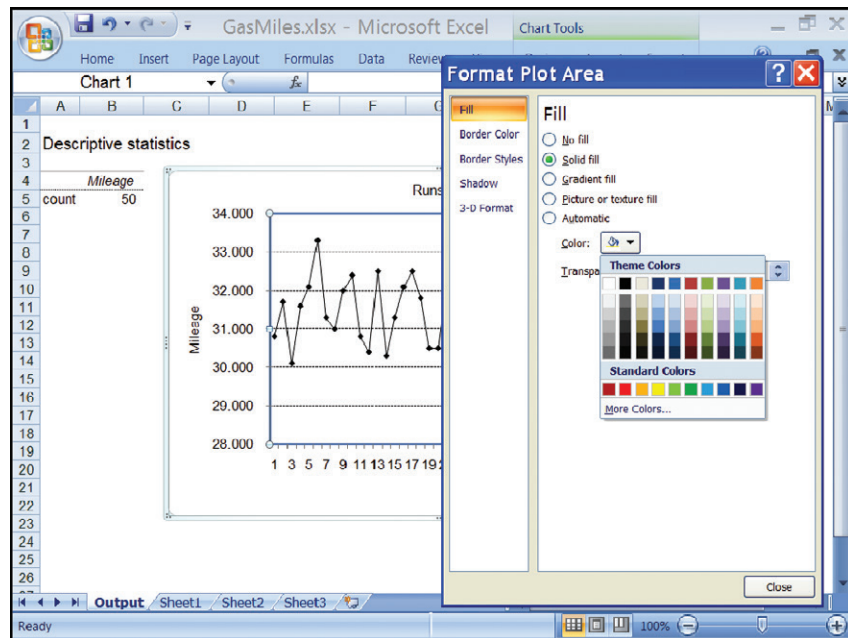 GasMiles.xlsx - Microsoft Excel
Chart Tools
Home Insert Page Layout Formulas Data Review
Chart 1
fx
A B C D E F
1
2 Descriptive statistics
3
4 Mileage
5 count 50
6
7
8
9
10
11
12
13
14
15
16
17
18
19
20
21
22
23
24
25
26
Runs
34.000
33.000
32.000
31.000
30.000
29.000
28.000
Mileage
1 3 5 7 9 11 13 15 17 19
Format Plot Area
Fill
Border Color
Border Styles
Shadow
3-D Format
Fill
No fill
Solid fill
Gradient fill
Picture or texture fill
Automatic
Color:
Transpa
Theme Colors
Standard Colors
More Colors...
Close
Output Sheet1 Sheet2 Sheet3
Ready
100%